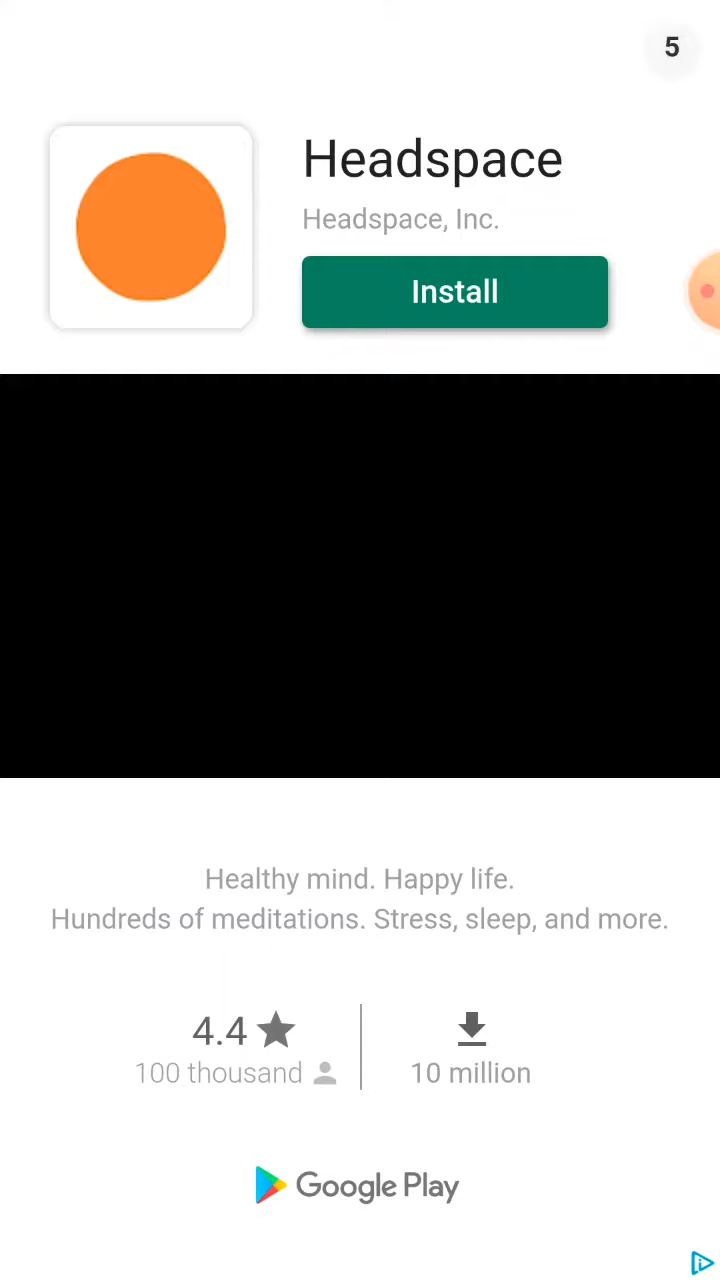 5
Headspace
Headspace, Inc.
Install
Healthy mind. Happy life.
Hundreds of meditations. Stress, sleep, and more.
4.4
100 thousand
10 million
Google Play